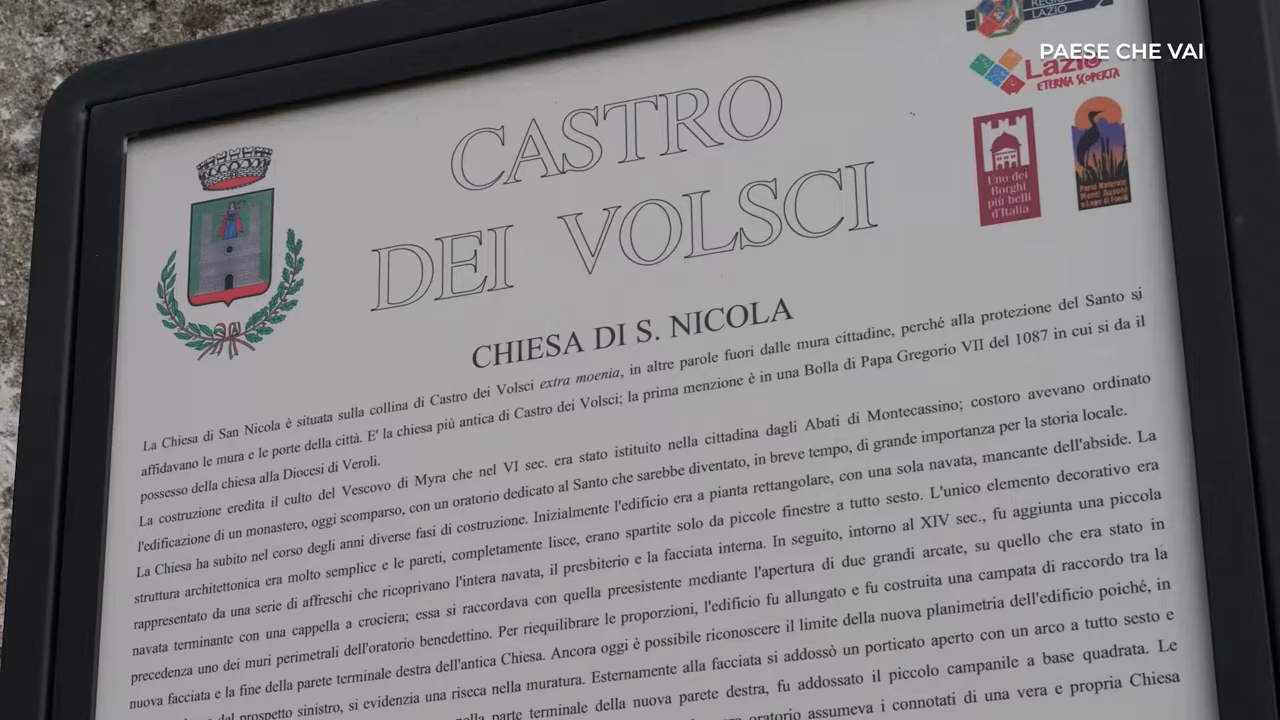 PAESE CHE VAI
REGIONE
LAZIO
Lazio
ETERNA SCOPERTA
CASTRO
DEI VOLSCI
Uno dei
Borghi
più belli
d'Italia
Parco Naturale
Monti Ausoni
e Lago di Fondi
CHIESA DI S. NICOLA
La Chiesa di San Nicola è situata sulla collina di Castro dei Volsci extra moenia, in altre parole fuori dalle mura cittadine, perché alla protezione del Santo si
affidavano le mura e le porte della città. E' la chiesa più antica di Castro dei Volsci; la prima menzione è in una Bolla di Papa Gregorio VII del 1087 in cui si da il
possesso della chiesa alla Diocesi di Veroli.
La costruzione eredita il culto del Vescovo di Myra che nel VI sec. era stato istituito nella cittadina dagli Abati di Montecassino; costoro avevano ordinato
l'edificazione di un monastero, oggi scomparso, con un oratorio dedicato al Santo che sarebbe diventato, in breve tempo, di grande importanza per la storia locale.
La Chiesa ha subito nel corso degli anni diverse fasi di costruzione. Inizialmente l'edificio era a pianta rettangolare, con una sola navata, mancante dell'abside. La
struttura architettonica era molto semplice e le pareti, completamente lisce, erano spartite solo da piccole finestre a tutto sesto. L'unico elemento decorativo era
rappresentato da una serie di affreschi che ricoprivano l'intera navata, il presbiterio e la facciata interna. In seguito, intorno al XIV sec., fu aggiunta una piccola
navata terminante con una cappella a crociera; essa si raccordava con quella preesistente mediante l'apertura di due grandi arcate, su quello che era stato in
precedenza uno dei muri perimetrali dell'oratorio benedettino. Per riequilibrare le proporzioni, l'edificio fu allungato e fu costruita una campata di raccordo tra la
nuova facciata e la fine della parete terminale destra dell'antica Chiesa. Ancora oggi è possibile riconoscere il limite della nuova planimetria dell'edificio poiché, in
dal prospetto sinistro, si evidenzia una riseca nella muratura. Esternamente alla facciata si addossò un porticato aperto con un arco a tutto sesto e
nella parte terminale della nuova parete destra, fu addossato il piccolo campanile a base quadrata. Le
oratorio assumeva i connotati di una vera e propria Chiesa